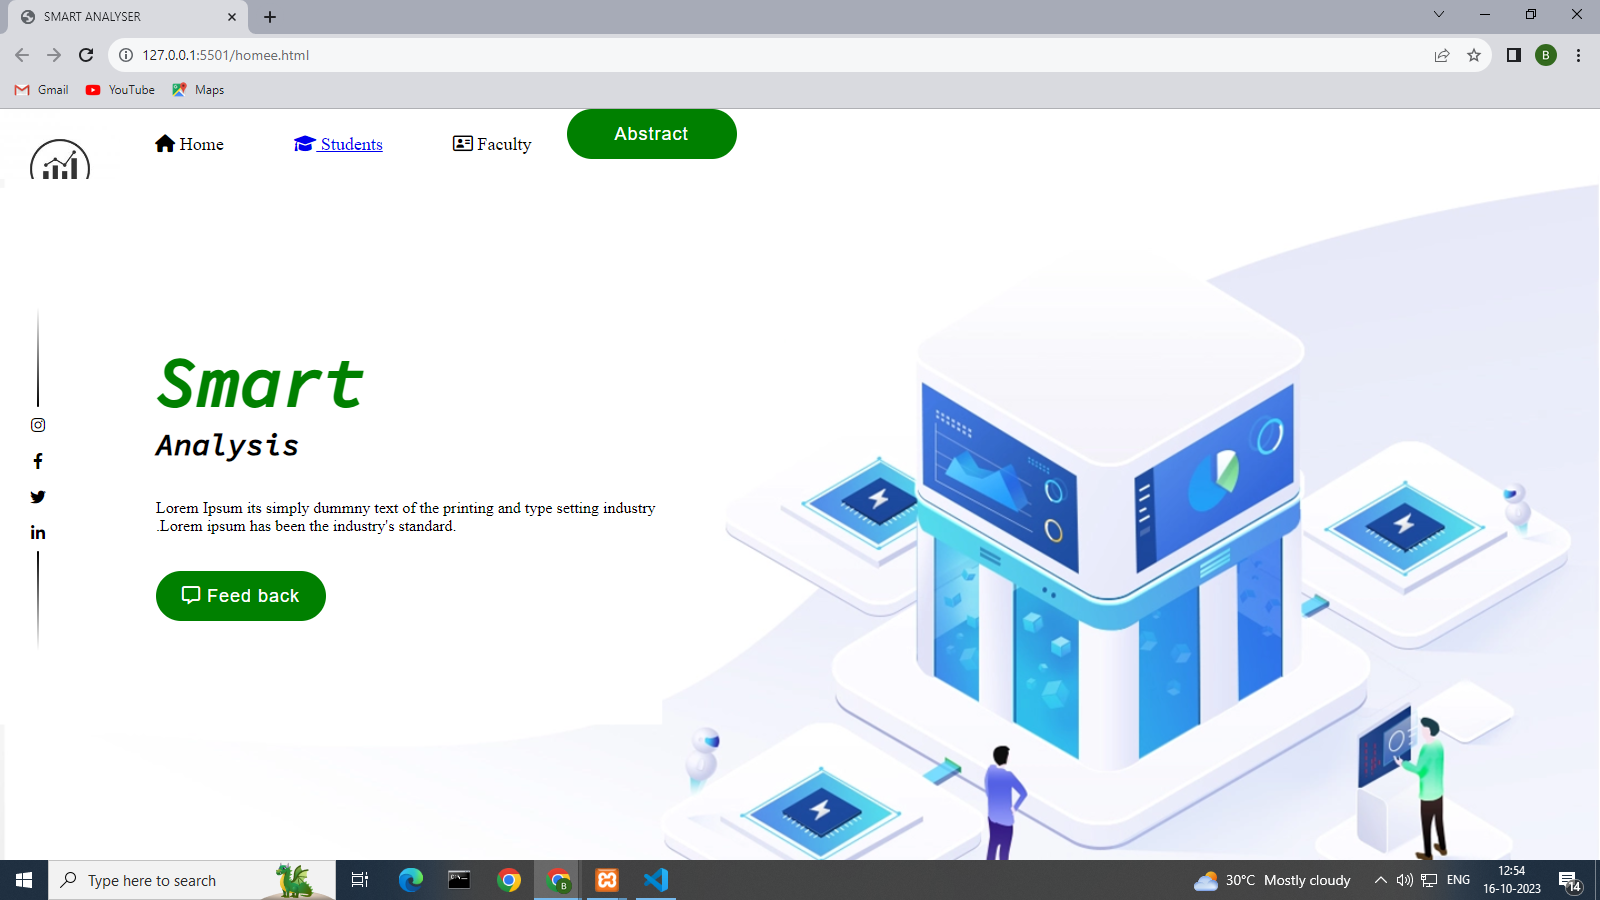 SMART ANALYSER
127.0.0.1:5501/homee.html
B
Gmail YouTube Maps
Home Students Faculty Abstract
Smart
Analysis
Lorem Ipsum its simply dummny text of the printing and type setting industry
.Lorem ipsum has been the industry's standard.
Feed back
Type here to search
B
30°C Mostly cloudy
ENG
12:54
16-10-2023
14